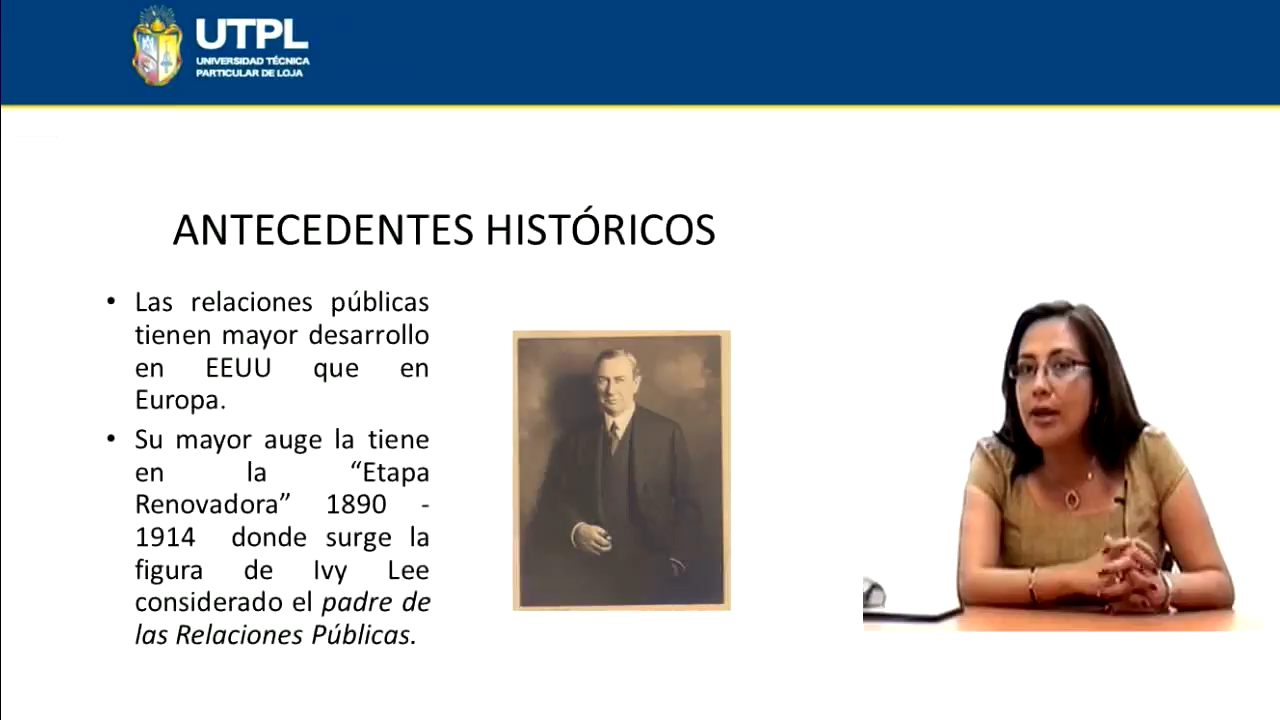 UTPL
UNIVERSIDAD TÉCNICA
PARTICULAR DE LOJA
ANTECEDENTES HISTÓRICOS
• Las relaciones públicas
tienen mayor desarrollo
en EEUU que en
Europa.
• Su mayor auge la tiene
en la “Etapa
Renovadora” 1890 -
1914 donde surge la
figura de Ivy Lee
considerado el padre de
las Relaciones Públicas.